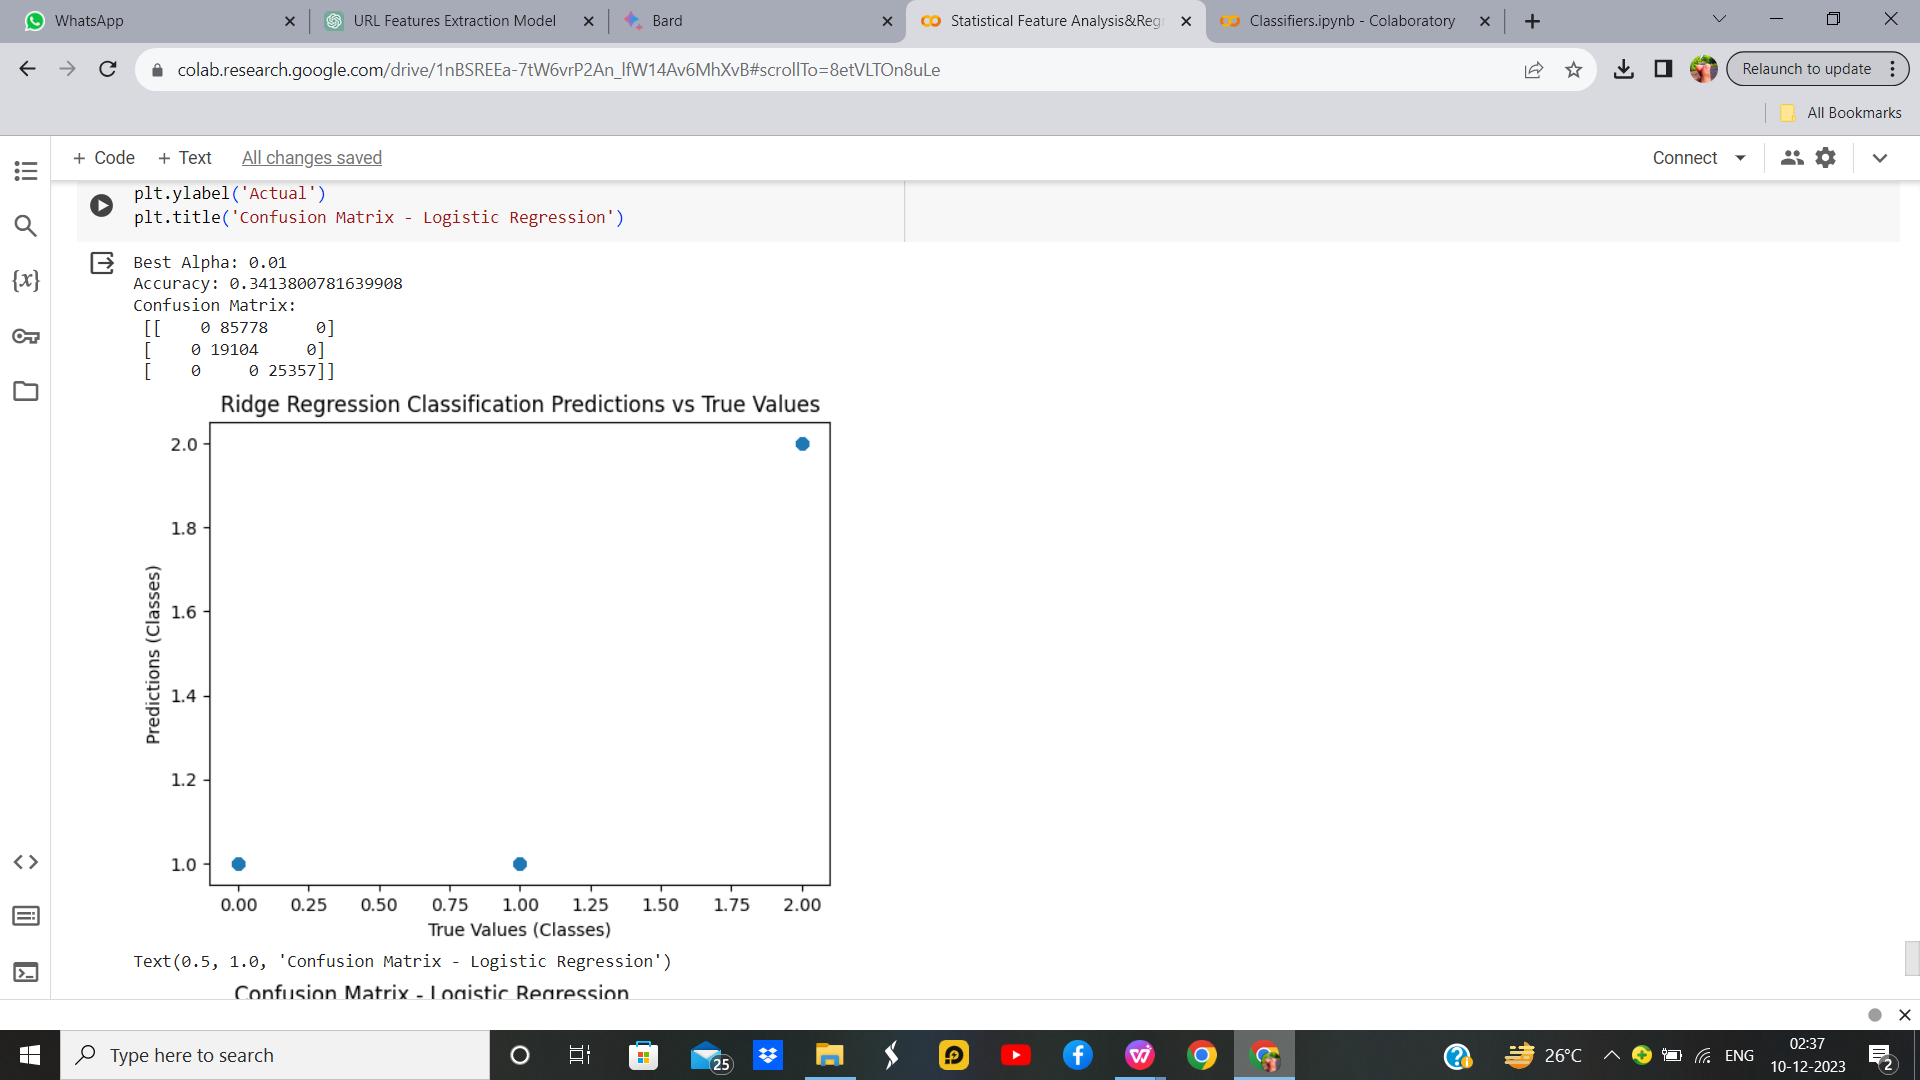 WhatsApp
URL Features Extraction Model
Bard
Statistical Feature Analysis&Regr
Classifiers.ipynb - Colaboratory
colab.research.google.com/drive/1nBSREEa-7tW6vrP2An_lfW14Av6MhXvB#scrollTo=8etVLTOn8uLe
Relaunch to update
All Bookmarks
+ Code + Text All changes saved
Connect
plt.ylabel('Actual')
plt.title('Confusion Matrix - Logistic Regression')
Best Alpha: 0.01
Accuracy: 0.3413800781639908
Confusion Matrix:
[[    0 85778     0]
[    0 19104     0]
[    0     0 25357]]
{x}
Ridge Regression Classification Predictions vs True Values
2.0
1.8
1.6
1.4
1.2
1.0
Predictions (Classes)
0.00 0.25 0.50 0.75 1.00 1.25 1.50 1.75 2.00
True Values (Classes)
Text(0.5, 1.0, 'Confusion Matrix - Logistic Regression')
Confusion Matrix - Logistic Regression
Type here to search
25
26°C
ENG
02:37
10-12-2023
2